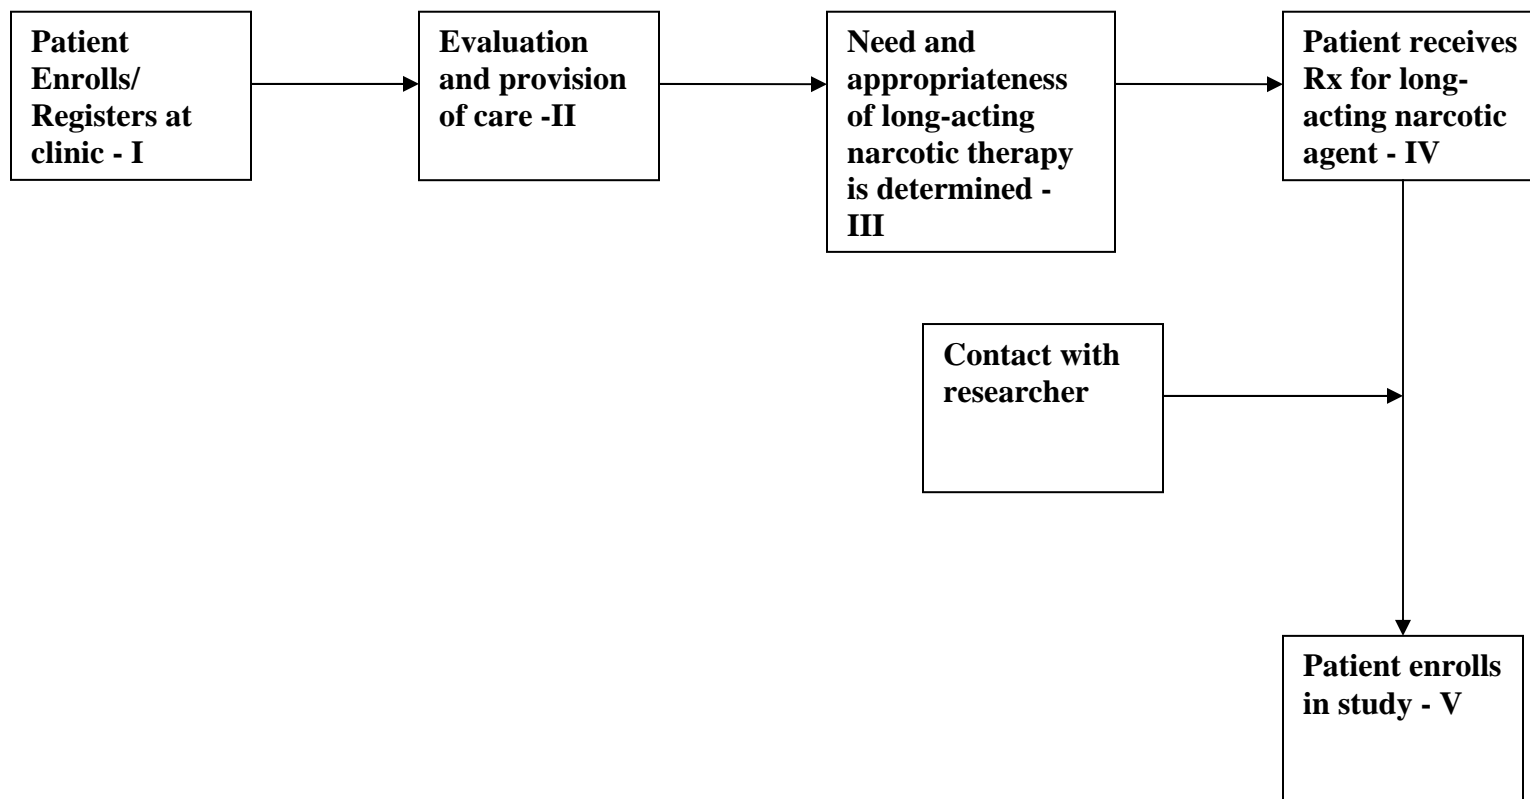 Patient
Enrolls/
Registers at
clinic - I
Evaluation
and provision
of care -II
Need and
appropriateness
of long-acting
narcotic therapy
is determined -
III
Patient receives
Rx for long-
acting narcotic
agent - IV
Contact with
researcher
Patient enrolls
in study - V